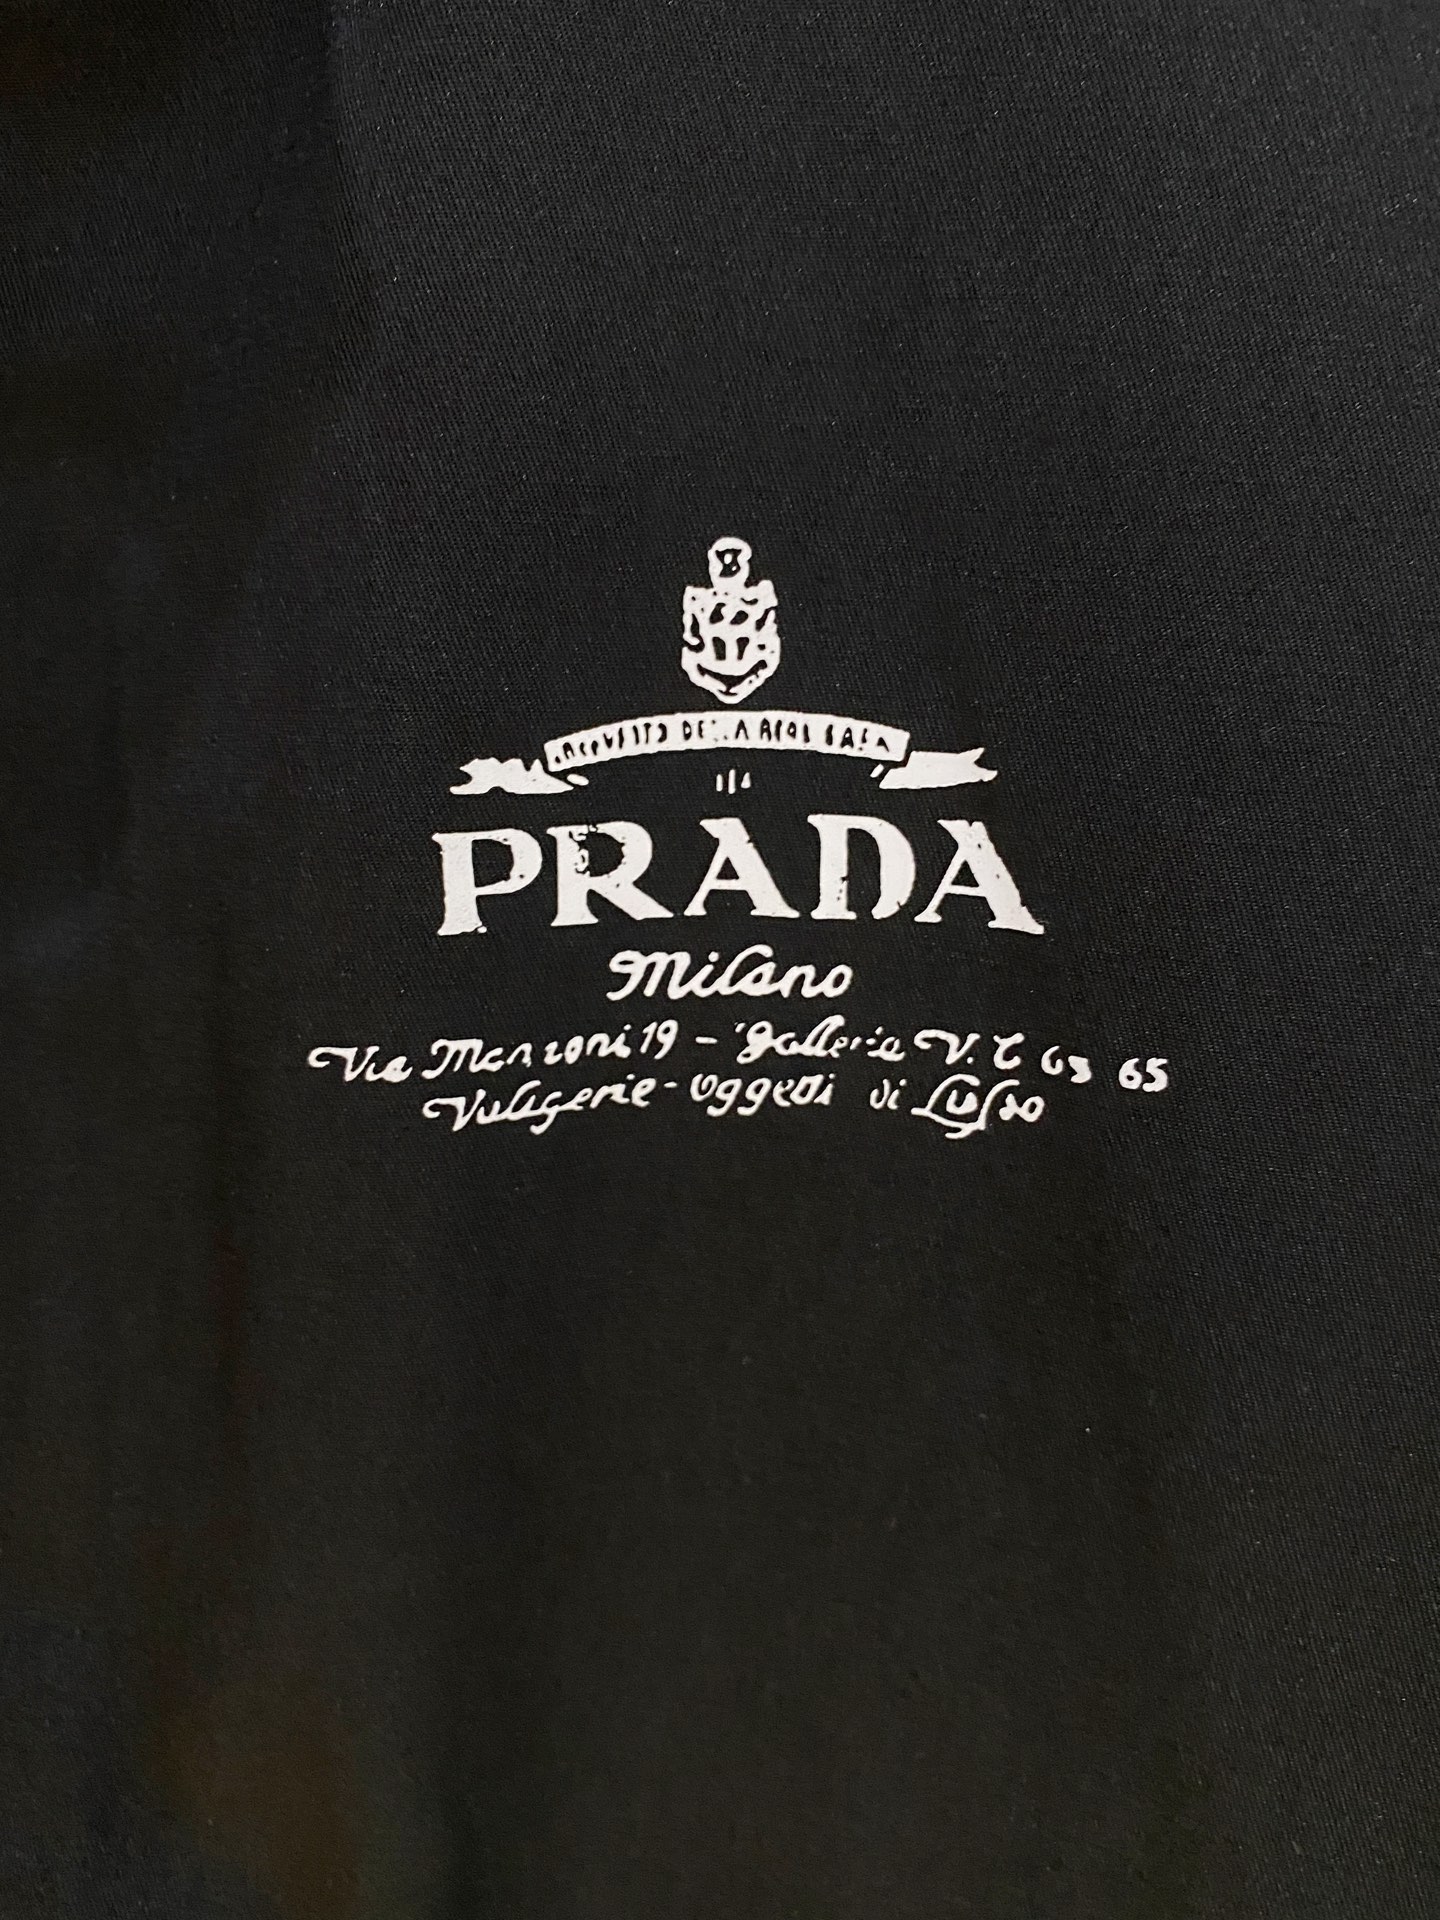 PRADA
Milano
Via Manzoni 19 - Galleria V. E 63 65
Valigerie - Oggetti di Lusso